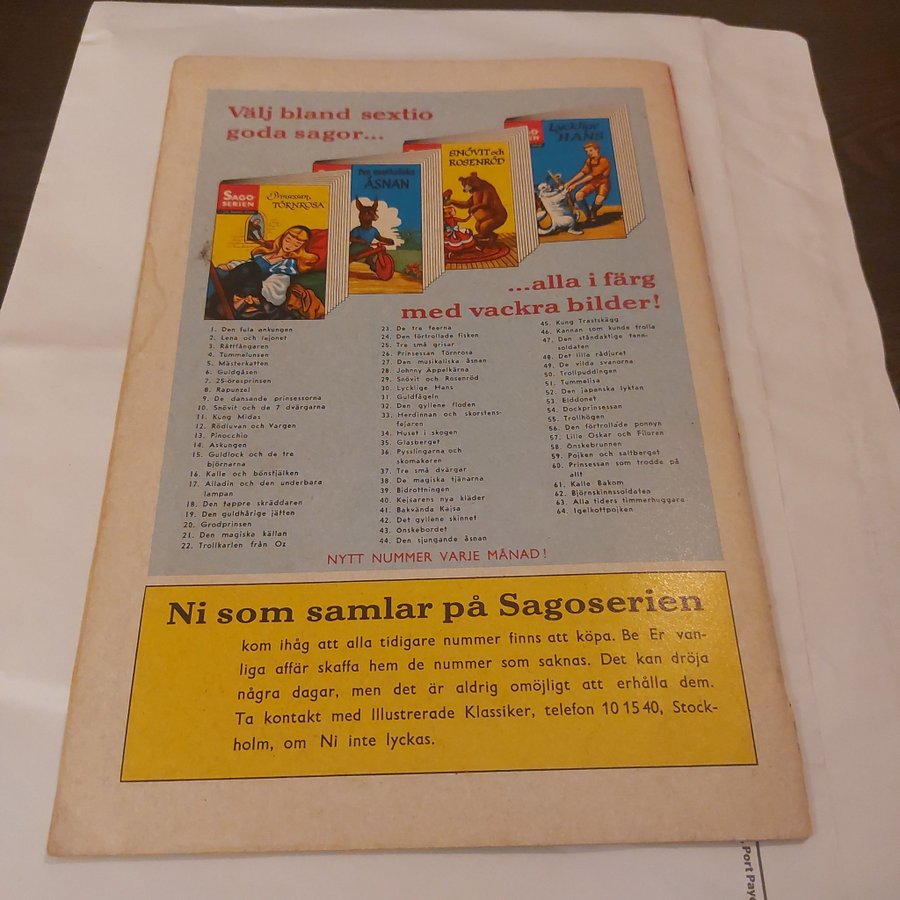 Välj bland sextio
goda sagor...
SAGO
SERIEN
Prinsessan
TÖRNROSA
Den musikaliska
ÅSNAN
SNÖVIT och
ROSENRÖD
Lycklige
HANS
...alla i färg
med vackra bilder!
1. Den fula ankungen
2. Lena och lejonet
3. Råttfångaren
4. Tummelunsen
5. Mästerkatten
6. Guldgåsen
7. 25-öresprinsen
8. Rapunzel
9. De dansande prinsessorna
10. Snövit och de 7 dvärgarna
11. Kung Midas
12. Rödluvan och Vargen
13. Pinocchio
14. Askungen
15. Guldlock och de tre
björnarna
16. Kalle och bönstjälken
17. Alladin och den underbara
lampan
18. Den tappre skräddaren
19. Den guldhårige jätten
20. Grodprinsen
21. Den magiska källan
22. Trollkarlen från Oz
23. De tre feerna
24. Den förtrollade fisken
25. Tre små grisar
26. Prinsessan Törnrosa
27. Den musikaliska åsnan
28. Johnny Appelkärna
29. Snövit och Rosenröd
30. Lycklige Hans
31. Guldfågeln
32. Den gyllene floden
33. Herdinnan och skorstens-
fejaren
34. Huset i skogen
35. Glasberget
36. Pysslingarna och
skomakaren
37. Tre små dvärgar
38. De magiska tjänarna
39. Bidrottningen
40. Kejsarens nya kläder
41. Bakvända Kajsa
42. Det gyllene skinnet
43. Önskebordet
44. Den sjungande åsnan
45. Kung Trastskägg
46. Kannan som kunde trolla
47. Den ståndaktige tenn-
soldaten
48. Det lilla rådjuret
49. De vilda svanorna
50. Trollpuddingen
51. Tummelisa
52. Den japanska lyktan
53. Elddonet
54. Dockprinsessan
55. Trollhögen
56. Den förtrollade ponnyn
57. Lille Oskar och Filuren
58. Önskebrunnen
59. Pojken och saltberget
60. Prinsessan som trodde på
allt
61. Kalle Bakom
62. Björnskinnssoldaten
63. Alla tiders timmerhuggare
64. Igelkottpojken
NYTT NUMMER VARJE MÅNAD!
Ni som samlar på Sagoserien
kom ihåg att alla tidigare nummer finns att köpa. Be Er van-
liga affär skaffa hem de nummer som saknas. Det kan dröja
några dagar, men det är aldrig omöjligt att erhålla dem.
Ta kontakt med Illustrerade Klassiker, telefon 10 15 40, Stock-
holm, om Ni inte lyckas.
Port